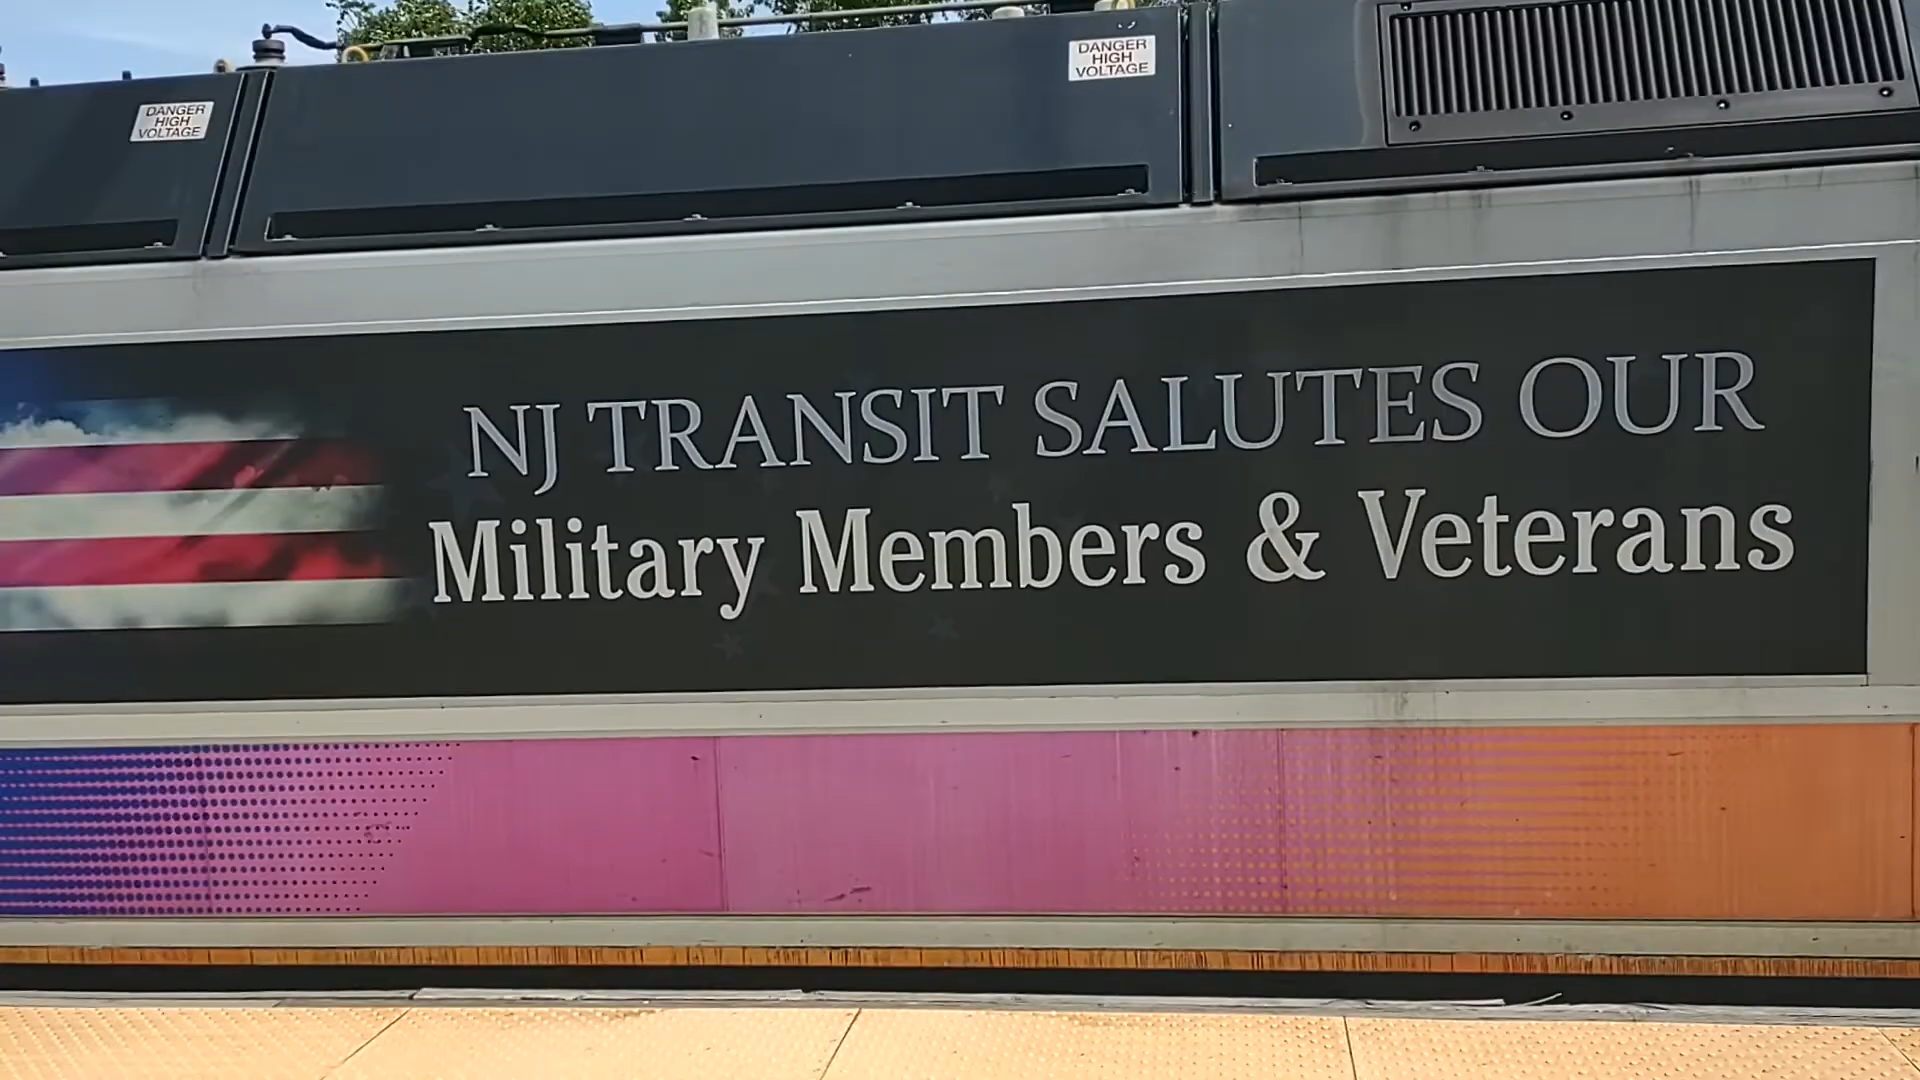 DANGER
HIGH
VOLTAGE
DANGER
HIGH
VOLTAGE
NJ TRANSIT SALUTES OUR
Military Members & Veterans